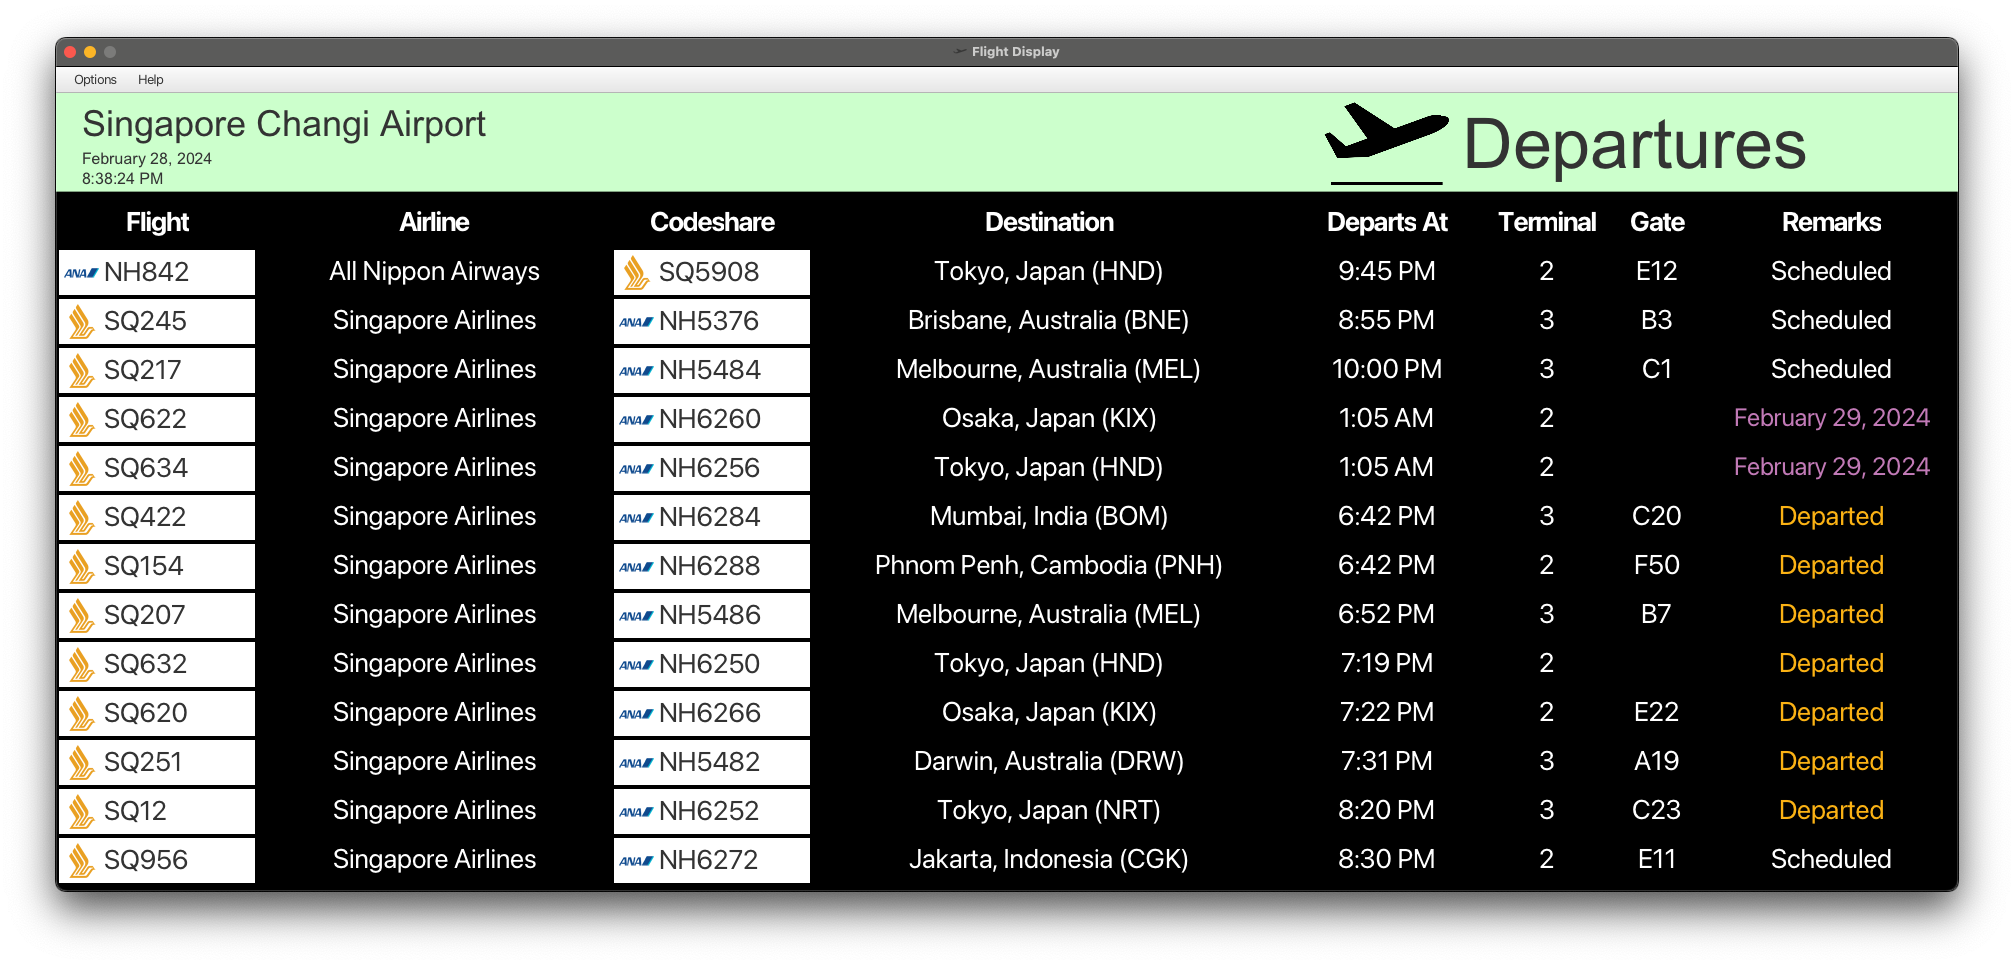 Flight Display
Options Help
Singapore Changi Airport
February 28, 2024
8:38:24 PM
Departures
Flight Airline Codeshare Destination Departs At Terminal Gate Remarks
ANA NH842 All Nippon Airways SQ5908 Tokyo, Japan (HND) 9:45 PM 2 E12 Scheduled
SQ245 Singapore Airlines ANA NH5376 Brisbane, Australia (BNE) 8:55 PM 3 B3 Scheduled
SQ217 Singapore Airlines ANA NH5484 Melbourne, Australia (MEL) 10:00 PM 3 C1 Scheduled
SQ622 Singapore Airlines ANA NH6260 Osaka, Japan (KIX) 1:05 AM 2 February 29, 2024
SQ634 Singapore Airlines ANA NH6256 Tokyo, Japan (HND) 1:05 AM 2 February 29, 2024
SQ422 Singapore Airlines ANA NH6284 Mumbai, India (BOM) 6:42 PM 3 C20 Departed
SQ154 Singapore Airlines ANA NH6288 Phnom Penh, Cambodia (PNH) 6:42 PM 2 F50 Departed
SQ207 Singapore Airlines ANA NH5486 Melbourne, Australia (MEL) 6:52 PM 3 B7 Departed
SQ632 Singapore Airlines ANA NH6250 Tokyo, Japan (HND) 7:19 PM 2 Departed
SQ620 Singapore Airlines ANA NH6266 Osaka, Japan (KIX) 7:22 PM 2 E22 Departed
SQ251 Singapore Airlines ANA NH5482 Darwin, Australia (DRW) 7:31 PM 3 A19 Departed
SQ12 Singapore Airlines ANA NH6252 Tokyo, Japan (NRT) 8:20 PM 3 C23 Departed
SQ956 Singapore Airlines ANA NH6272 Jakarta, Indonesia (CGK) 8:30 PM 2 E11 Scheduled